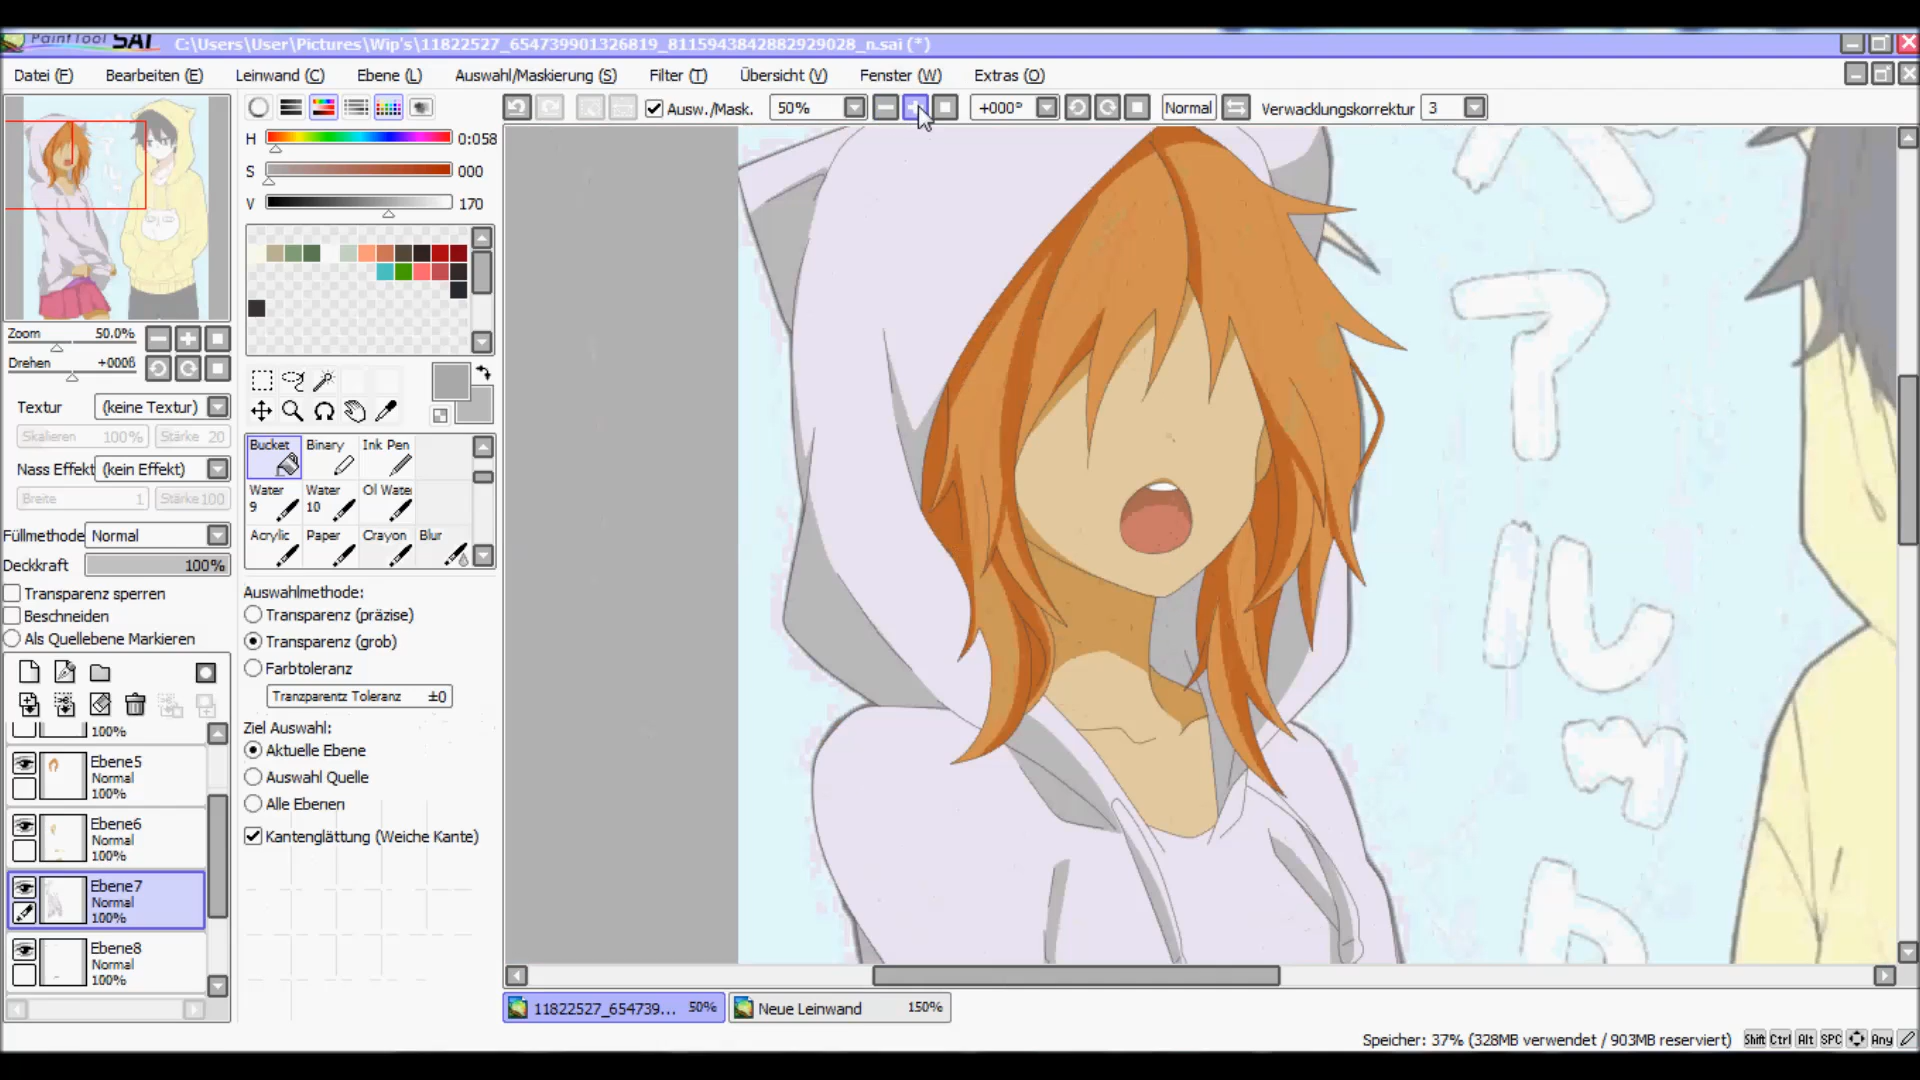 PaintTool SAI C:\Users\User\Pictures\Wip's\11822527_654739901326819_8115943842882929028_n.sai (*)
Datei (F) Bearbeiten (E) Leinwand (C) Ebene (L) Auswahl/Maskierung (S) Filter (T) Übersicht (V) Fenster (W) Extras (O)
Ausw./Mask. 50% +000° Normal Verwacklungskorrektur 3
H 0:058
S 000
V 170
Zoom 50.0%
Drehen +000ß
Textur (keine Textur)
Skalieren 100% Stärke 20
Nass Effekt (kein Effekt)
Breite 1 Stärke 100
Füllmethode Normal
Deckkraft 100%
Transparenz sperren
Beschneiden
Als Quellebene Markieren
100%
Ebene5
Normal
100%
Ebene6
Normal
100%
Ebene7
Normal
100%
Ebene8
Normal
100%
Bucket Binary Ink Pen
Water 9 Water 10 Ol Wate
Acrylic Paper Crayon Blur
Auswahlmethode:
Transparenz (präzise)
Transparenz (grob)
Farbtoleranz
Tranzparentz Toleranz ±0
Ziel Auswahl:
Aktuelle Ebene
Auswahl Quelle
Alle Ebenen
Kantenglättung (Weiche Kante)
11822527_654739... 50% Neue Leinwand 150%
Speicher: 37% (328MB verwendet / 903MB reserviert) Shift Ctrl Alt SPC Any